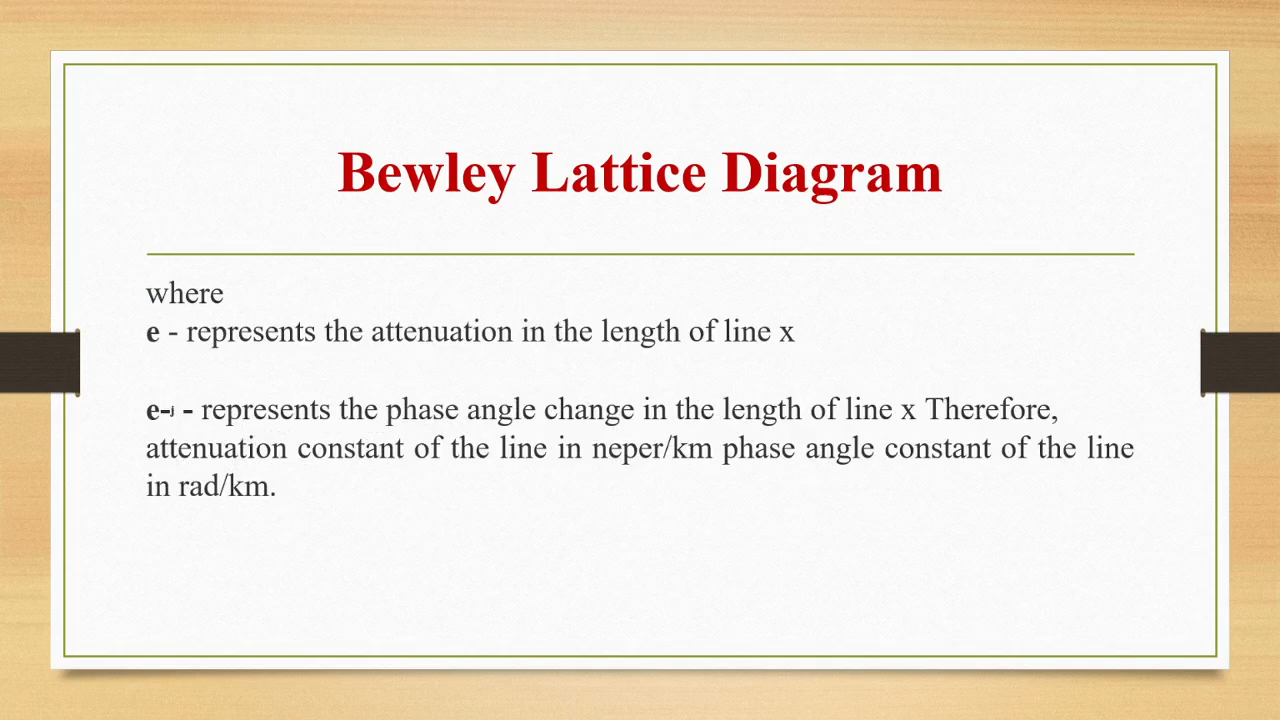 Bewley Lattice Diagram
where
e - represents the attenuation in the length of line x
e-j - represents the phase angle change in the length of line x Therefore,
attenuation constant of the line in neper/km phase angle constant of the line
in rad/km.